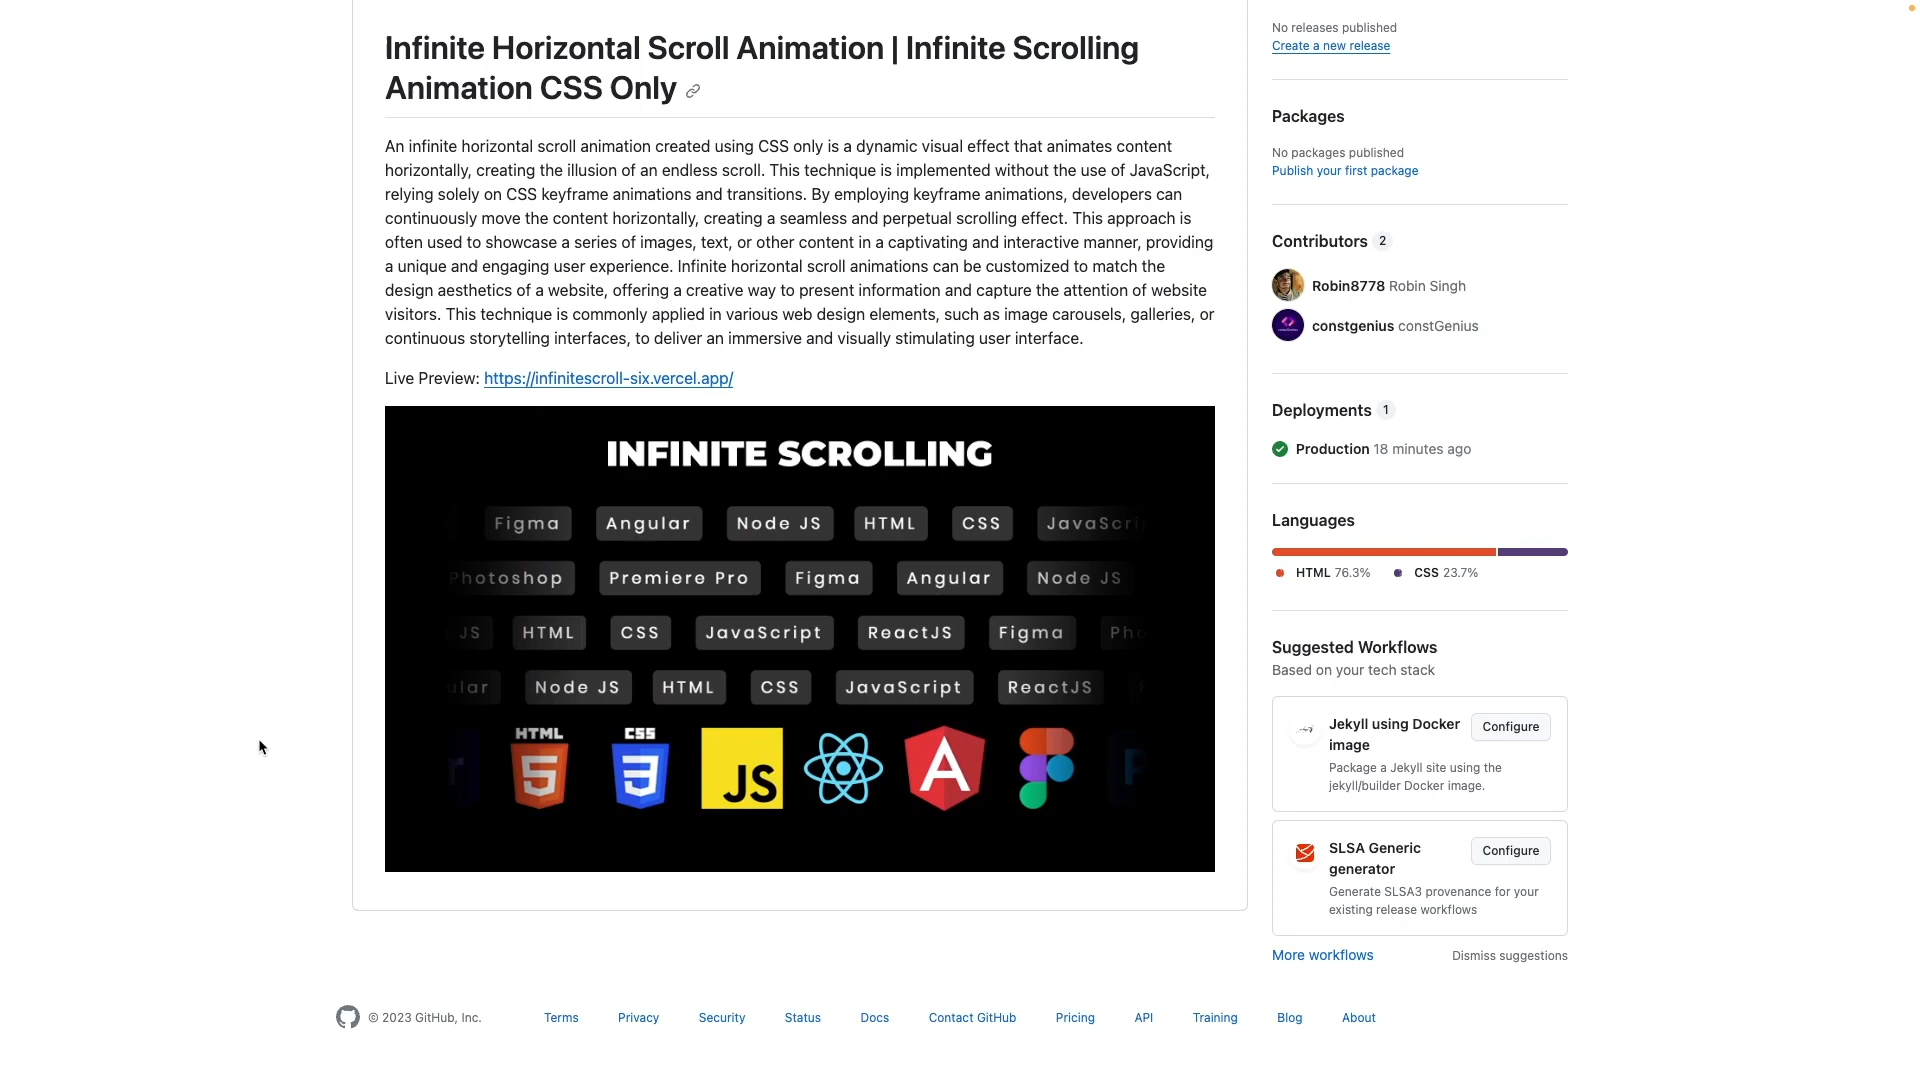 Infinite Horizontal Scroll Animation | Infinite Scrolling
Animation CSS Only
An infinite horizontal scroll animation created using CSS only is a dynamic visual effect that animates content
horizontally, creating the illusion of an endless scroll. This technique is implemented without the use of JavaScript,
relying solely on CSS keyframe animations and transitions. By employing keyframe animations, developers can
continuously move the content horizontally, creating a seamless and perpetual scrolling effect. This approach is
often used to showcase a series of images, text, or other content in a captivating and interactive manner, providing
a unique and engaging user experience. Infinite horizontal scroll animations can be customized to match the
design aesthetics of a website, offering a creative way to present information and capture the attention of website
visitors. This technique is commonly applied in various web design elements, such as image carousels, galleries, or
continuous storytelling interfaces, to deliver an immersive and visually stimulating user interface.
Live Preview: https://infinitescroll-six.vercel.app/
INFINITE SCROLLING
Figma Angular Node JS HTML CSS JavaScri
Photoshop Premiere Pro Figma Angular Node JS
JS HTML CSS JavaScript ReactJS Figma Pho
ular Node JS HTML CSS JavaScript ReactJS
HTML CSS
r 5 3 JS A P
No releases published
Create a new release
Packages
No packages published
Publish your first package
Contributors 2
Robin8778 Robin Singh
constgenius constGenius
Deployments 1
Production 18 minutes ago
Languages
HTML 76.3% CSS 23.7%
Suggested Workflows
Based on your tech stack
Jekyll using Docker
image
Configure
Package a Jekyll site using the
jekyll/builder Docker image.
SLSA Generic
generator
Configure
Generate SLSA3 provenance for your
existing release workflows
More workflows Dismiss suggestions
© 2023 GitHub, Inc. Terms Privacy Security Status Docs Contact GitHub Pricing API Training Blog About